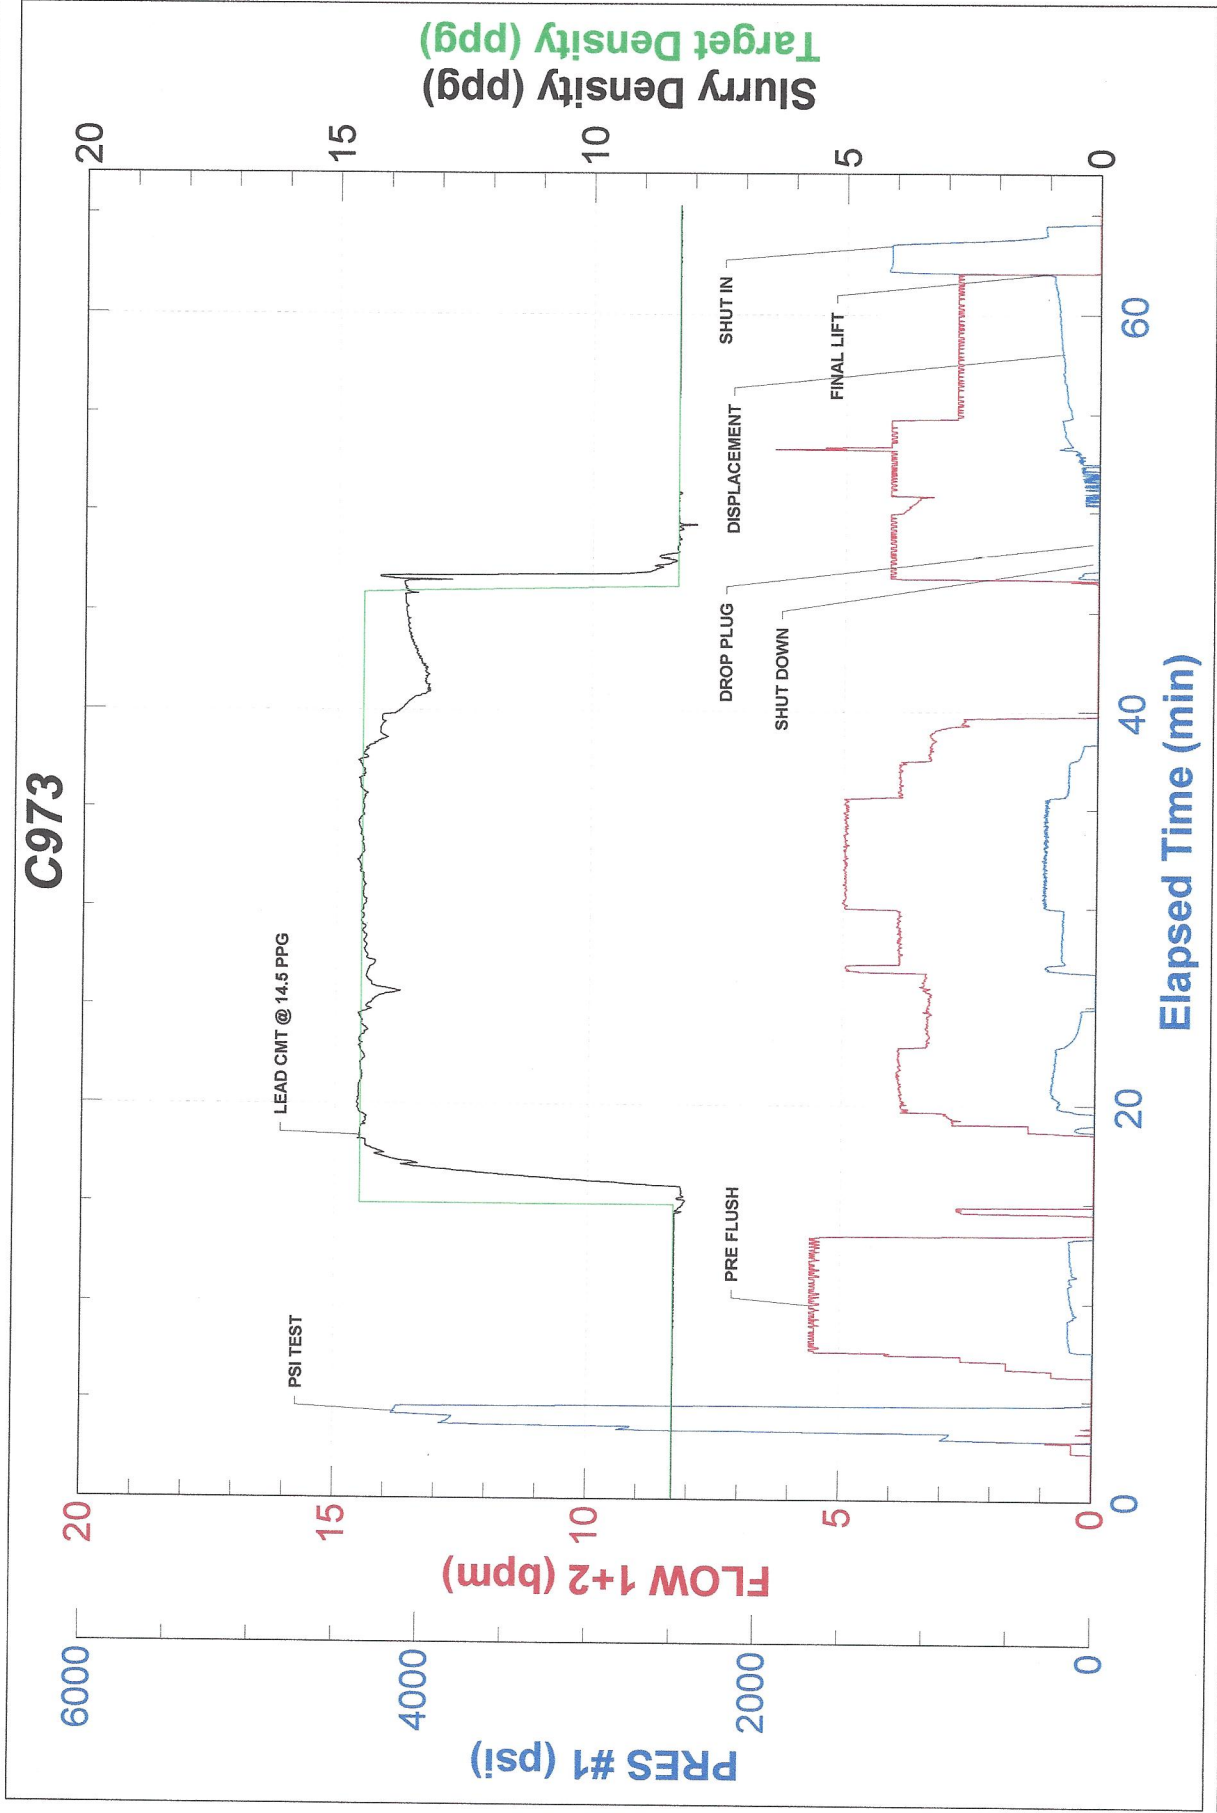 C973
PRES #1 (psi)
6000
4000
2000
0
FLOW 1+2 (bpm)
20
15
10
5
0
PSI TEST
PRE FLUSH
LEAD CMT @ 14.5 PPG
SHUT DOWN
DROP PLUG
DISPLACEMENT
FINAL LIFT
SHUT IN
0
20
40
60
Elapsed Time (min)
20
15
10
5
0
Slurry Density (ppg)
Target Density (ppg)